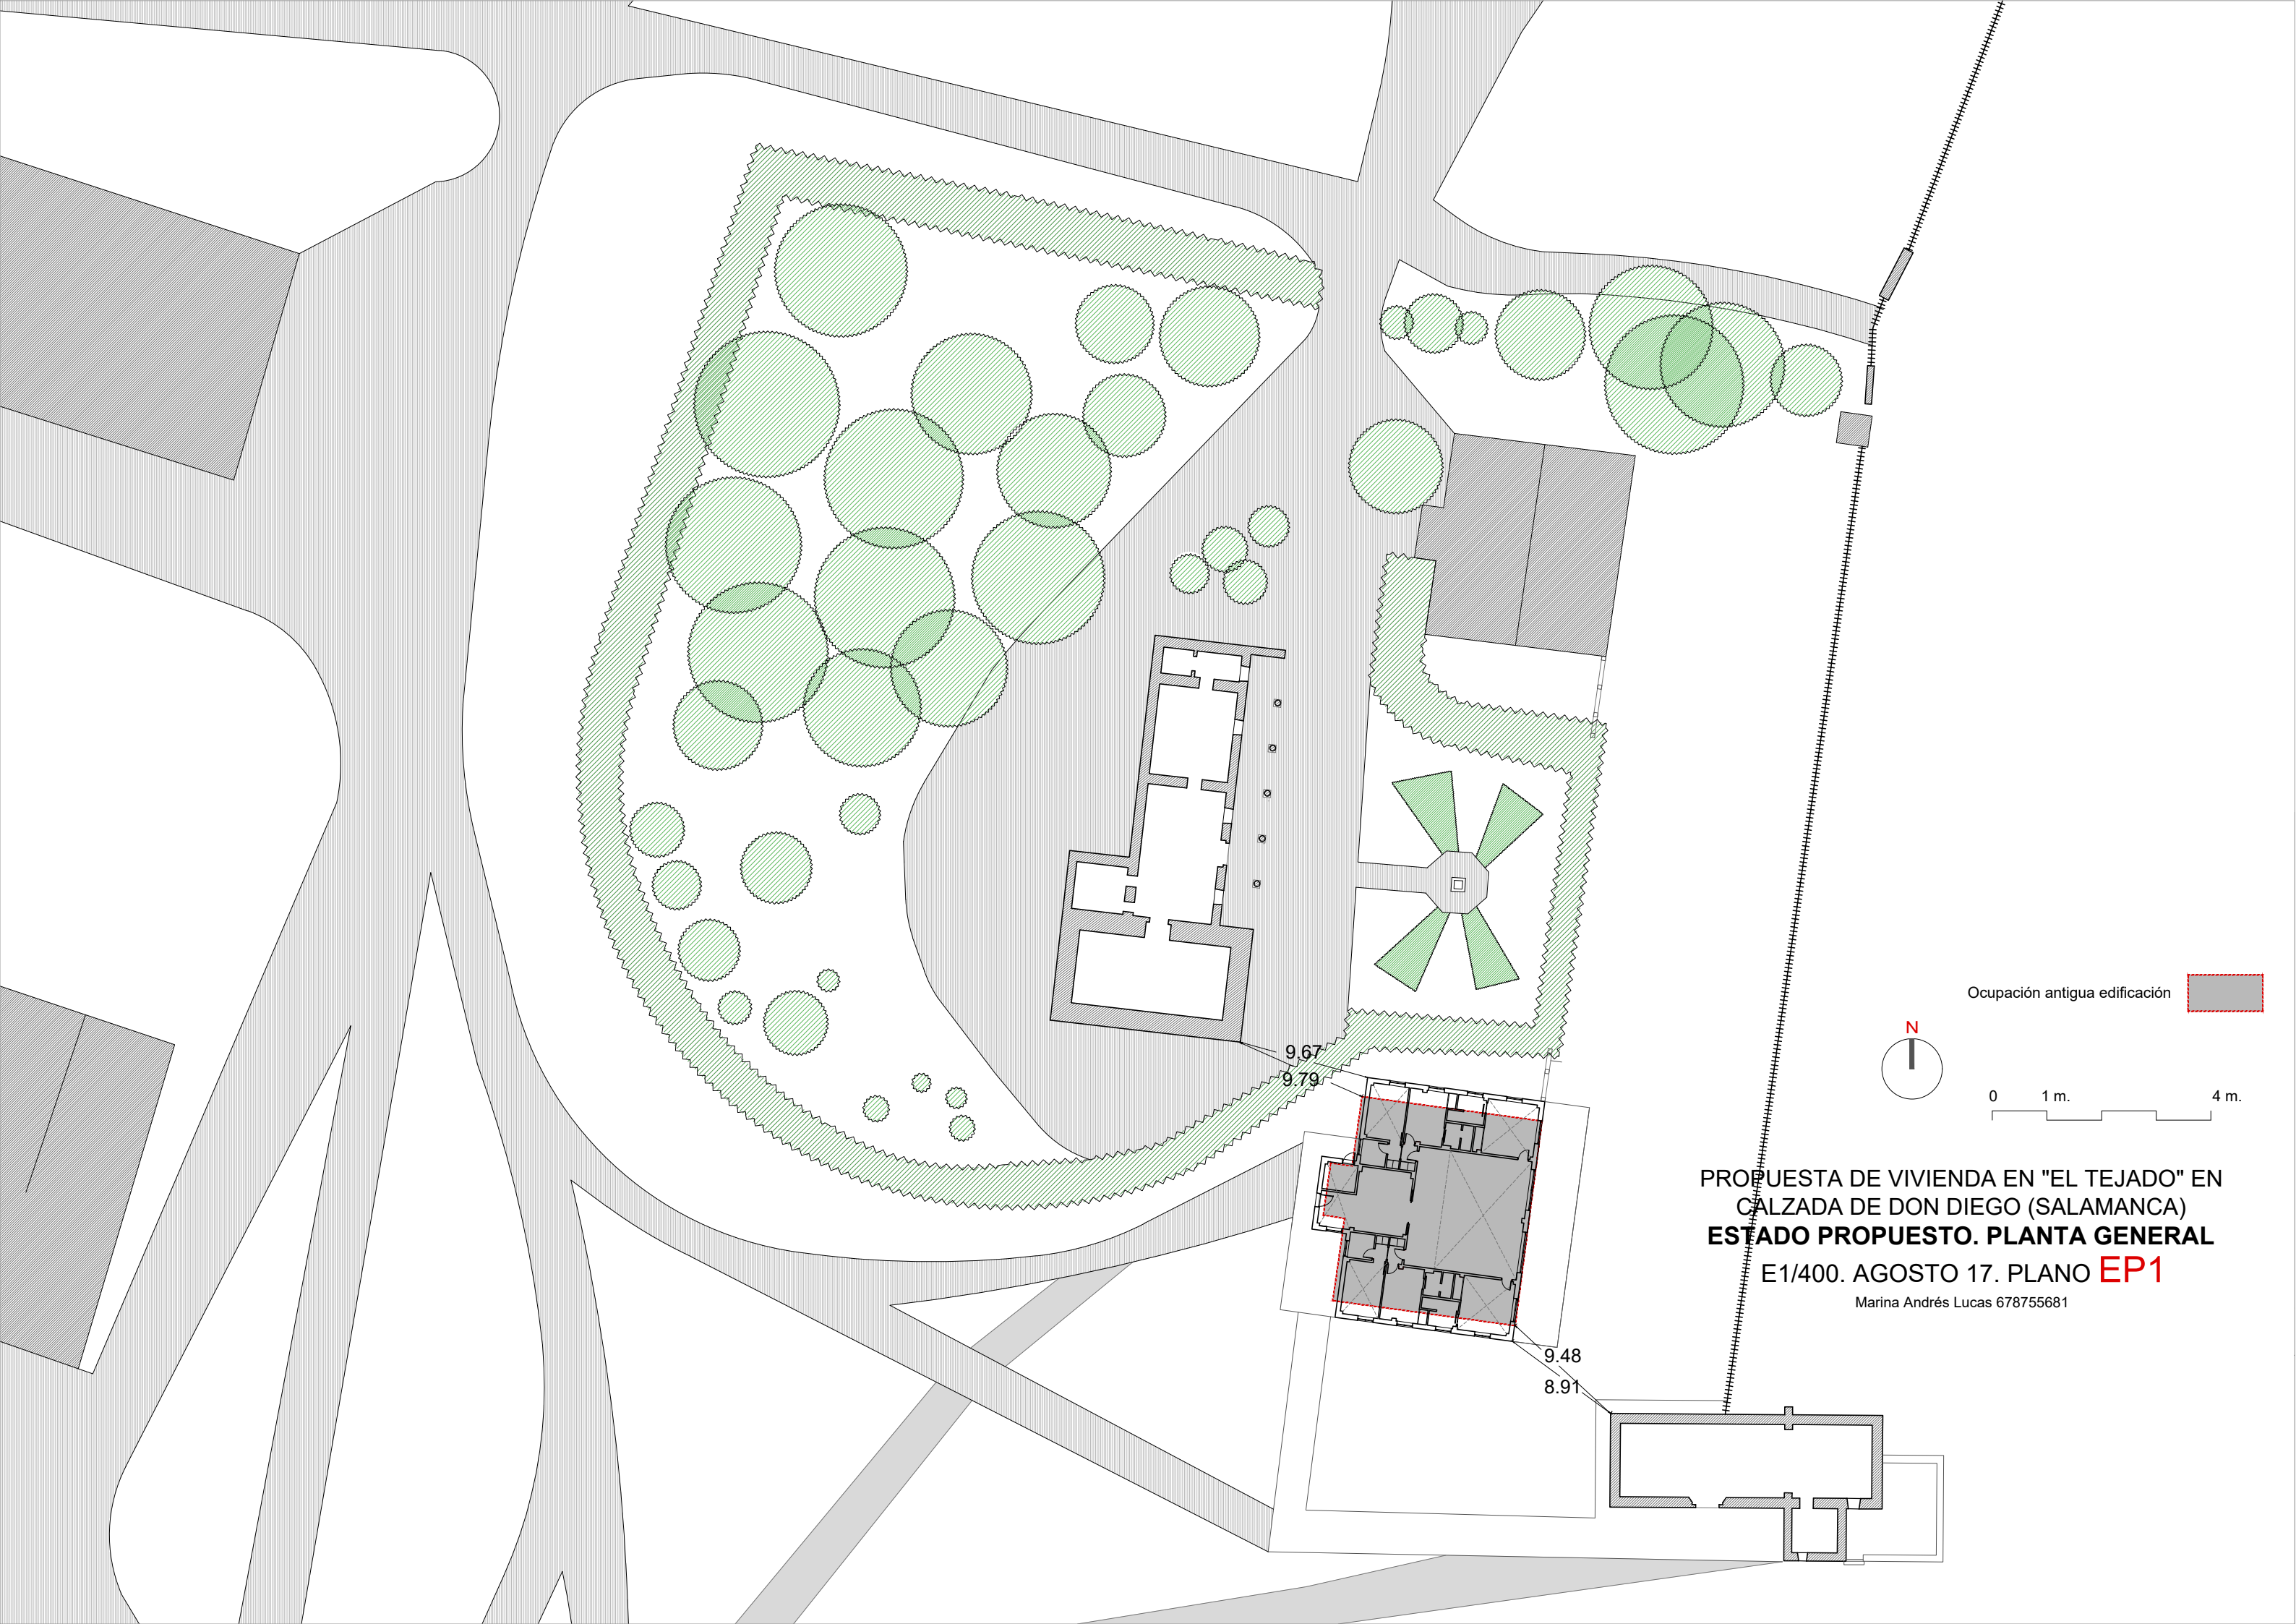 Ocupación antigua edificación
N
0 1 m. 4 m.
9.67
9.79
PROPUESTA DE VIVIENDA EN "EL TEJADO" EN
CALZADA DE DON DIEGO (SALAMANCA)
ESTADO PROPUESTO. PLANTA GENERAL
E1/400. AGOSTO 17. PLANO EP1
Marina Andrés Lucas 678755681
9.48
8.91